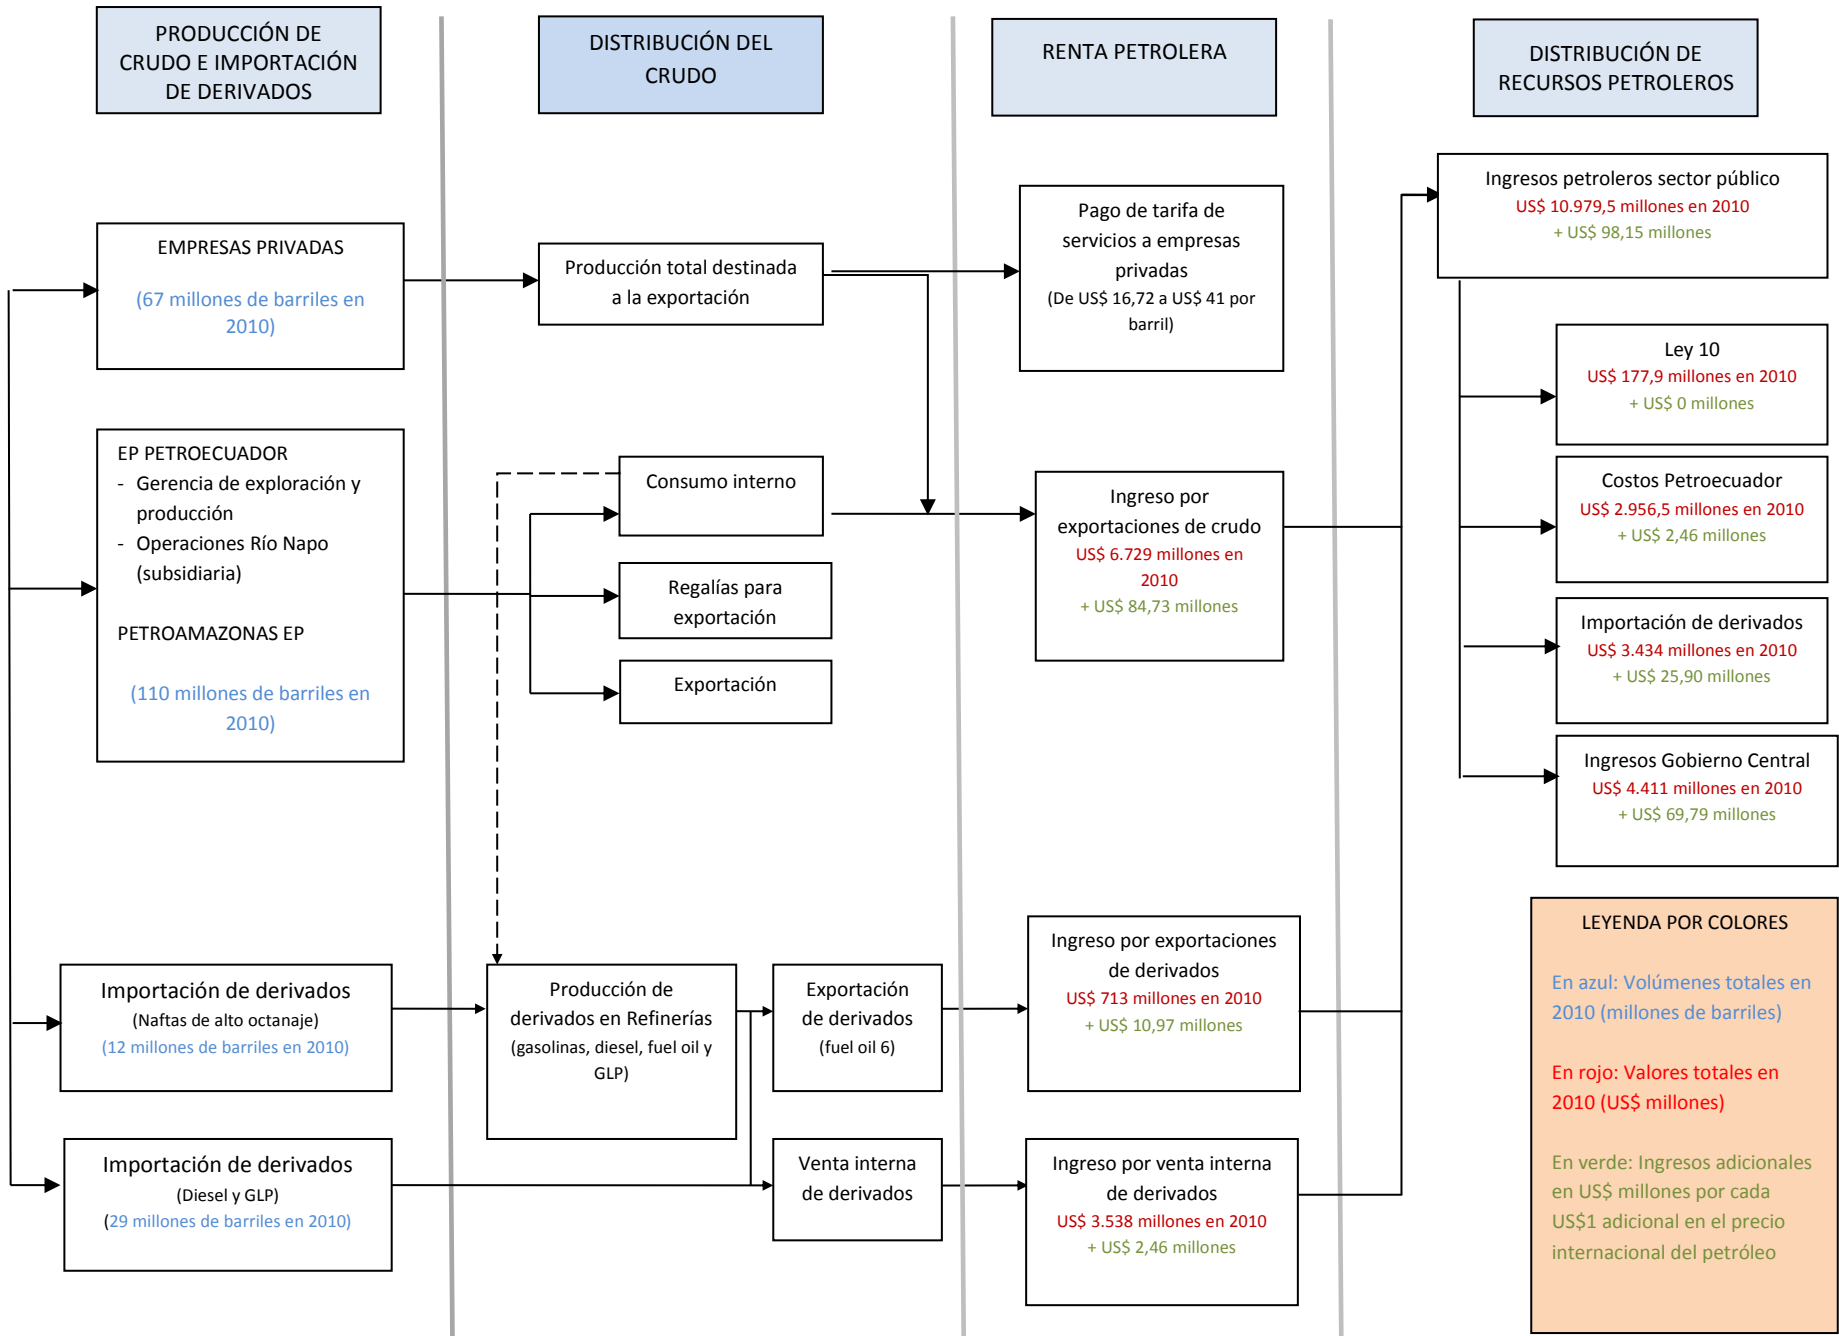 PRODUCCIÓN DE
CRUDO E IMPORTACIÓN
DE DERIVADOS
DISTRIBUCIÓN DEL
CRUDO
RENTA PETROLERA
DISTRIBUCIÓN DE
RECURSOS PETROLEROS
EMPRESAS PRIVADAS
(67 millones de barriles en
2010)
EP PETROECUADOR
- Gerencia de exploración y
producción
- Operaciones Río Napo
(subsidiaria)
PETROAMAZONAS EP
(110 millones de barriles en
2010)
Importación de derivados
(Naftas de alto octanaje)
(12 millones de barriles en 2010)
Importación de derivados
(Diesel y GLP)
(29 millones de barriles en 2010)
Producción total destinada
a la exportación
Consumo interno
Regalías para
exportación
Exportación
Producción de
derivados en Refinerías
(gasolinas, diesel, fuel oil y
GLP)
Exportación
de derivados
(fuel oil 6)
Venta interna
de derivados
Pago de tarifa de
servicios a empresas
privadas
(De US$ 16,72 a US$ 41 por
barril)
Ingreso por
exportaciones de crudo
US$ 6.729 millones en
2010
+ US$ 84,73 millones
Ingreso por exportaciones
de derivados
US$ 713 millones en 2010
+ US$ 10,97 millones
Ingreso por venta interna
de derivados
US$ 3.538 millones en 2010
+ US$ 2,46 millones
Ingresos petroleros sector público
US$ 10.979,5 millones en 2010
+ US$ 98,15 millones
Ley 10
US$ 177,9 millones en 2010
+ US$ 0 millones
Costos Petroecuador
US$ 2.956,5 millones en 2010
+ US$ 2,46 millones
Importación de derivados
US$ 3.434 millones en 2010
+ US$ 25,90 millones
Ingresos Gobierno Central
US$ 4.411 millones en 2010
+ US$ 69,79 millones
LEYENDA POR COLORES
En azul: Volúmenes totales en
2010 (millones de barriles)
En rojo: Valores totales en
2010 (US$ millones)
En verde: Ingresos adicionales
en US$ millones por cada
US$1 adicional en el precio
internacional del petróleo